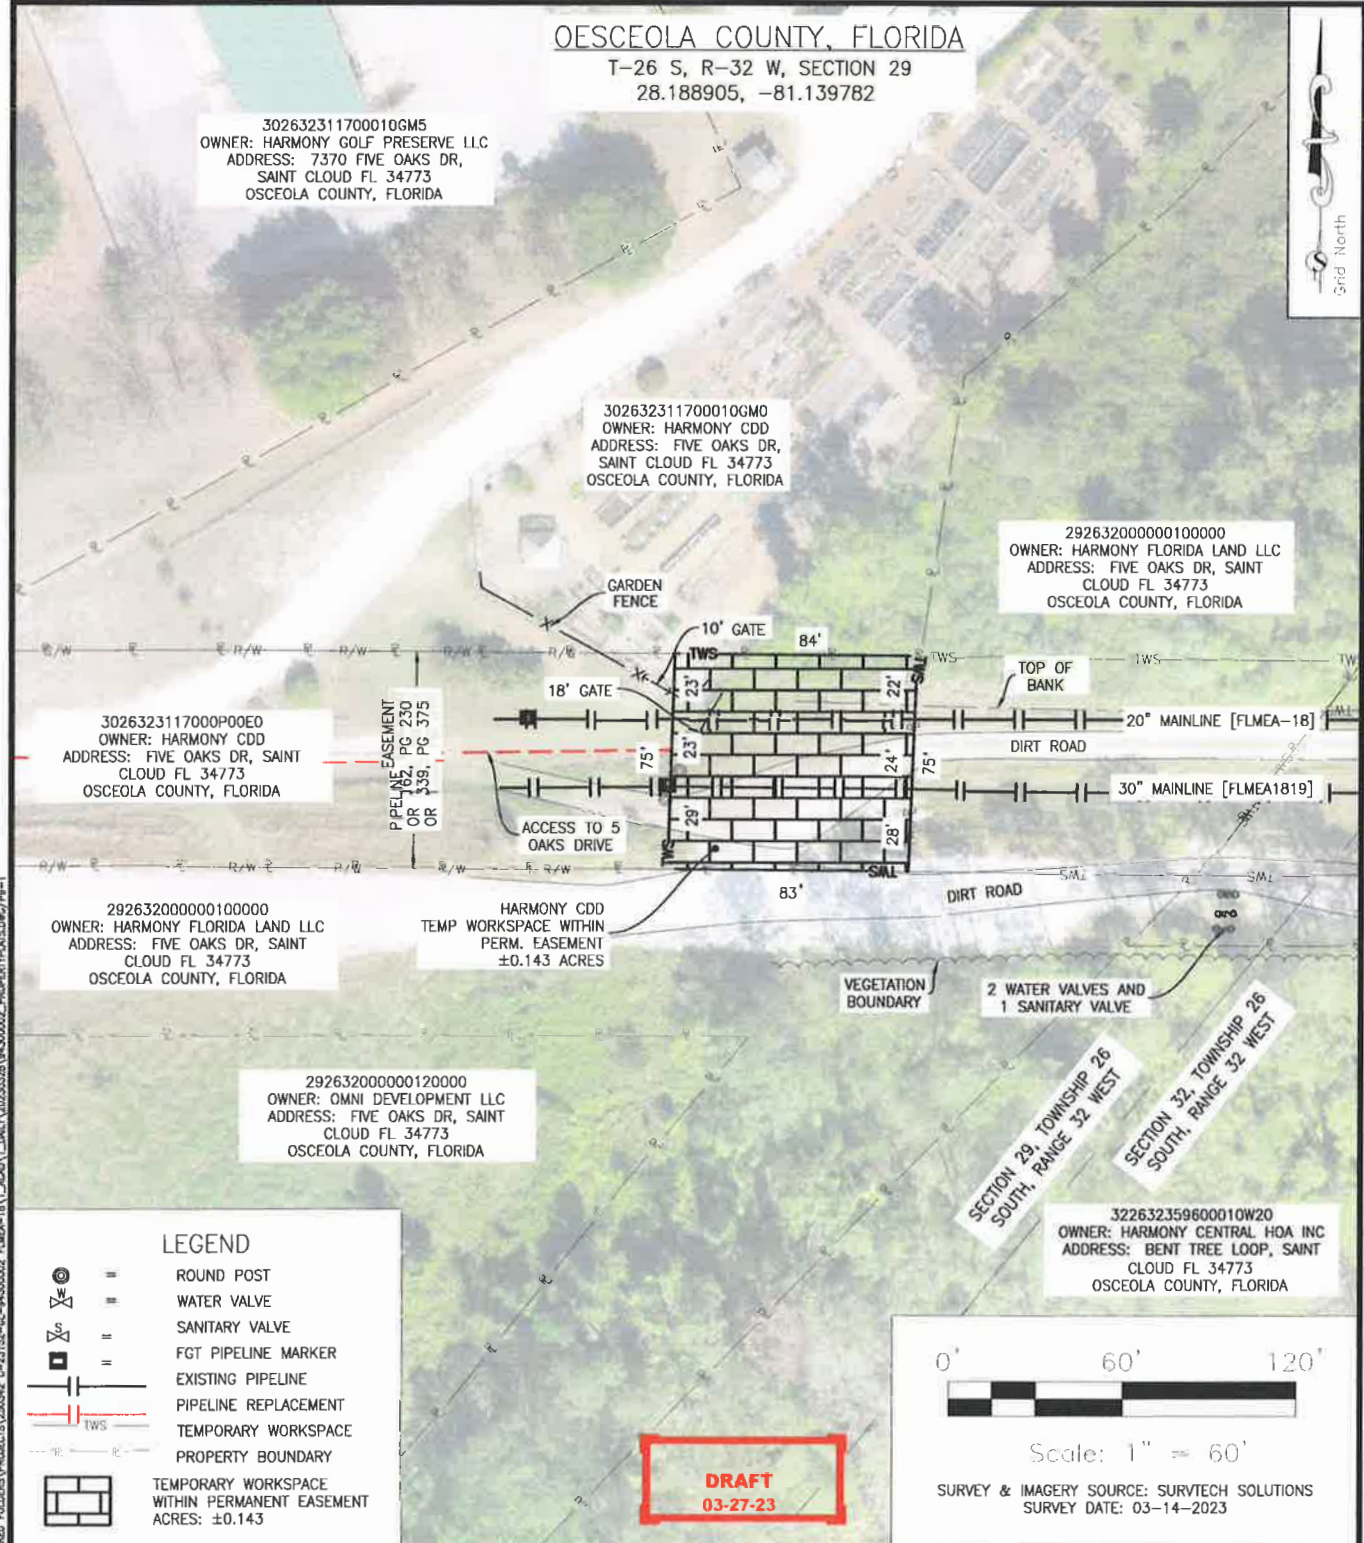 OESCEOLA COUNTY, FLORIDA
T-26 S, R-32 W, SECTION 29
28.188905, -81.139782
Grid North
302632311700010GM5
OWNER: HARMONY GOLF PRESERVE LLC
ADDRESS: 7370 FIVE OAKS DR,
SAINT CLOUD FL 34773
OSCEOLA COUNTY, FLORIDA
302632311700010GM0
OWNER: HARMONY CDD
ADDRESS: FIVE OAKS DR,
SAINT CLOUD FL 34773
OSCEOLA COUNTY, FLORIDA
292632000000100000
OWNER: HARMONY FLORIDA LAND LLC
ADDRESS: FIVE OAKS DR, SAINT
CLOUD FL 34773
OSCEOLA COUNTY, FLORIDA
GARDEN
FENCE
10' GATE
84'
TWS
TWS
TWS
TWS
TOP OF
BANK
18' GATE
23'
22'
20" MAINLINE [FLMEA-18]
DIRT ROAD
3026323117000P00E0
OWNER: HARMONY CDD
ADDRESS: FIVE OAKS DR, SAINT
CLOUD FL 34773
OSCEOLA COUNTY, FLORIDA
PIPELINE EASEMENT
OR 162, PG 230
OR 339, PG 375
75'
23'
24'
75'
30" MAINLINE [FLMEA1819]
ACCESS TO 5
OAKS DRIVE
29'
28'
TWS
TWS
83'
DIRT ROAD
292632000000100000
OWNER: HARMONY FLORIDA LAND LLC
ADDRESS: FIVE OAKS DR, SAINT
CLOUD FL 34773
OSCEOLA COUNTY, FLORIDA
HARMONY CDD
TEMP WORKSPACE WITHIN
PERM. EASEMENT
±0.143 ACRES
VEGETATION
BOUNDARY
2 WATER VALVES AND
1 SANITARY VALVE
SECTION 29, TOWNSHIP 26
SOUTH, RANGE 32 WEST
SECTION 32, TOWNSHIP 26
SOUTH, RANGE 32 WEST
292632000000120000
OWNER: OMNI DEVELOPMENT LLC
ADDRESS: FIVE OAKS DR, SAINT
CLOUD FL 34773
OSCEOLA COUNTY, FLORIDA
322632359600010W20
OWNER: HARMONY CENTRAL HOA INC
ADDRESS: BENT TREE LOOP, SAINT
CLOUD FL 34773
OSCEOLA COUNTY, FLORIDA
LEGEND
= ROUND POST
W = WATER VALVE
S = SANITARY VALVE
= FGT PIPELINE MARKER
EXISTING PIPELINE
PIPELINE REPLACEMENT
TWS TEMPORARY WORKSPACE
PROPERTY BOUNDARY
TEMPORARY WORKSPACE
WITHIN PERMANENT EASEMENT
ACRES: ±0.143
DRAFT
03-27-23
0' 60' 120'
Scale: 1" = 60'
SURVEY & IMAGERY SOURCE: SURVTECH SOLUTIONS
SURVEY DATE: 03-14-2023